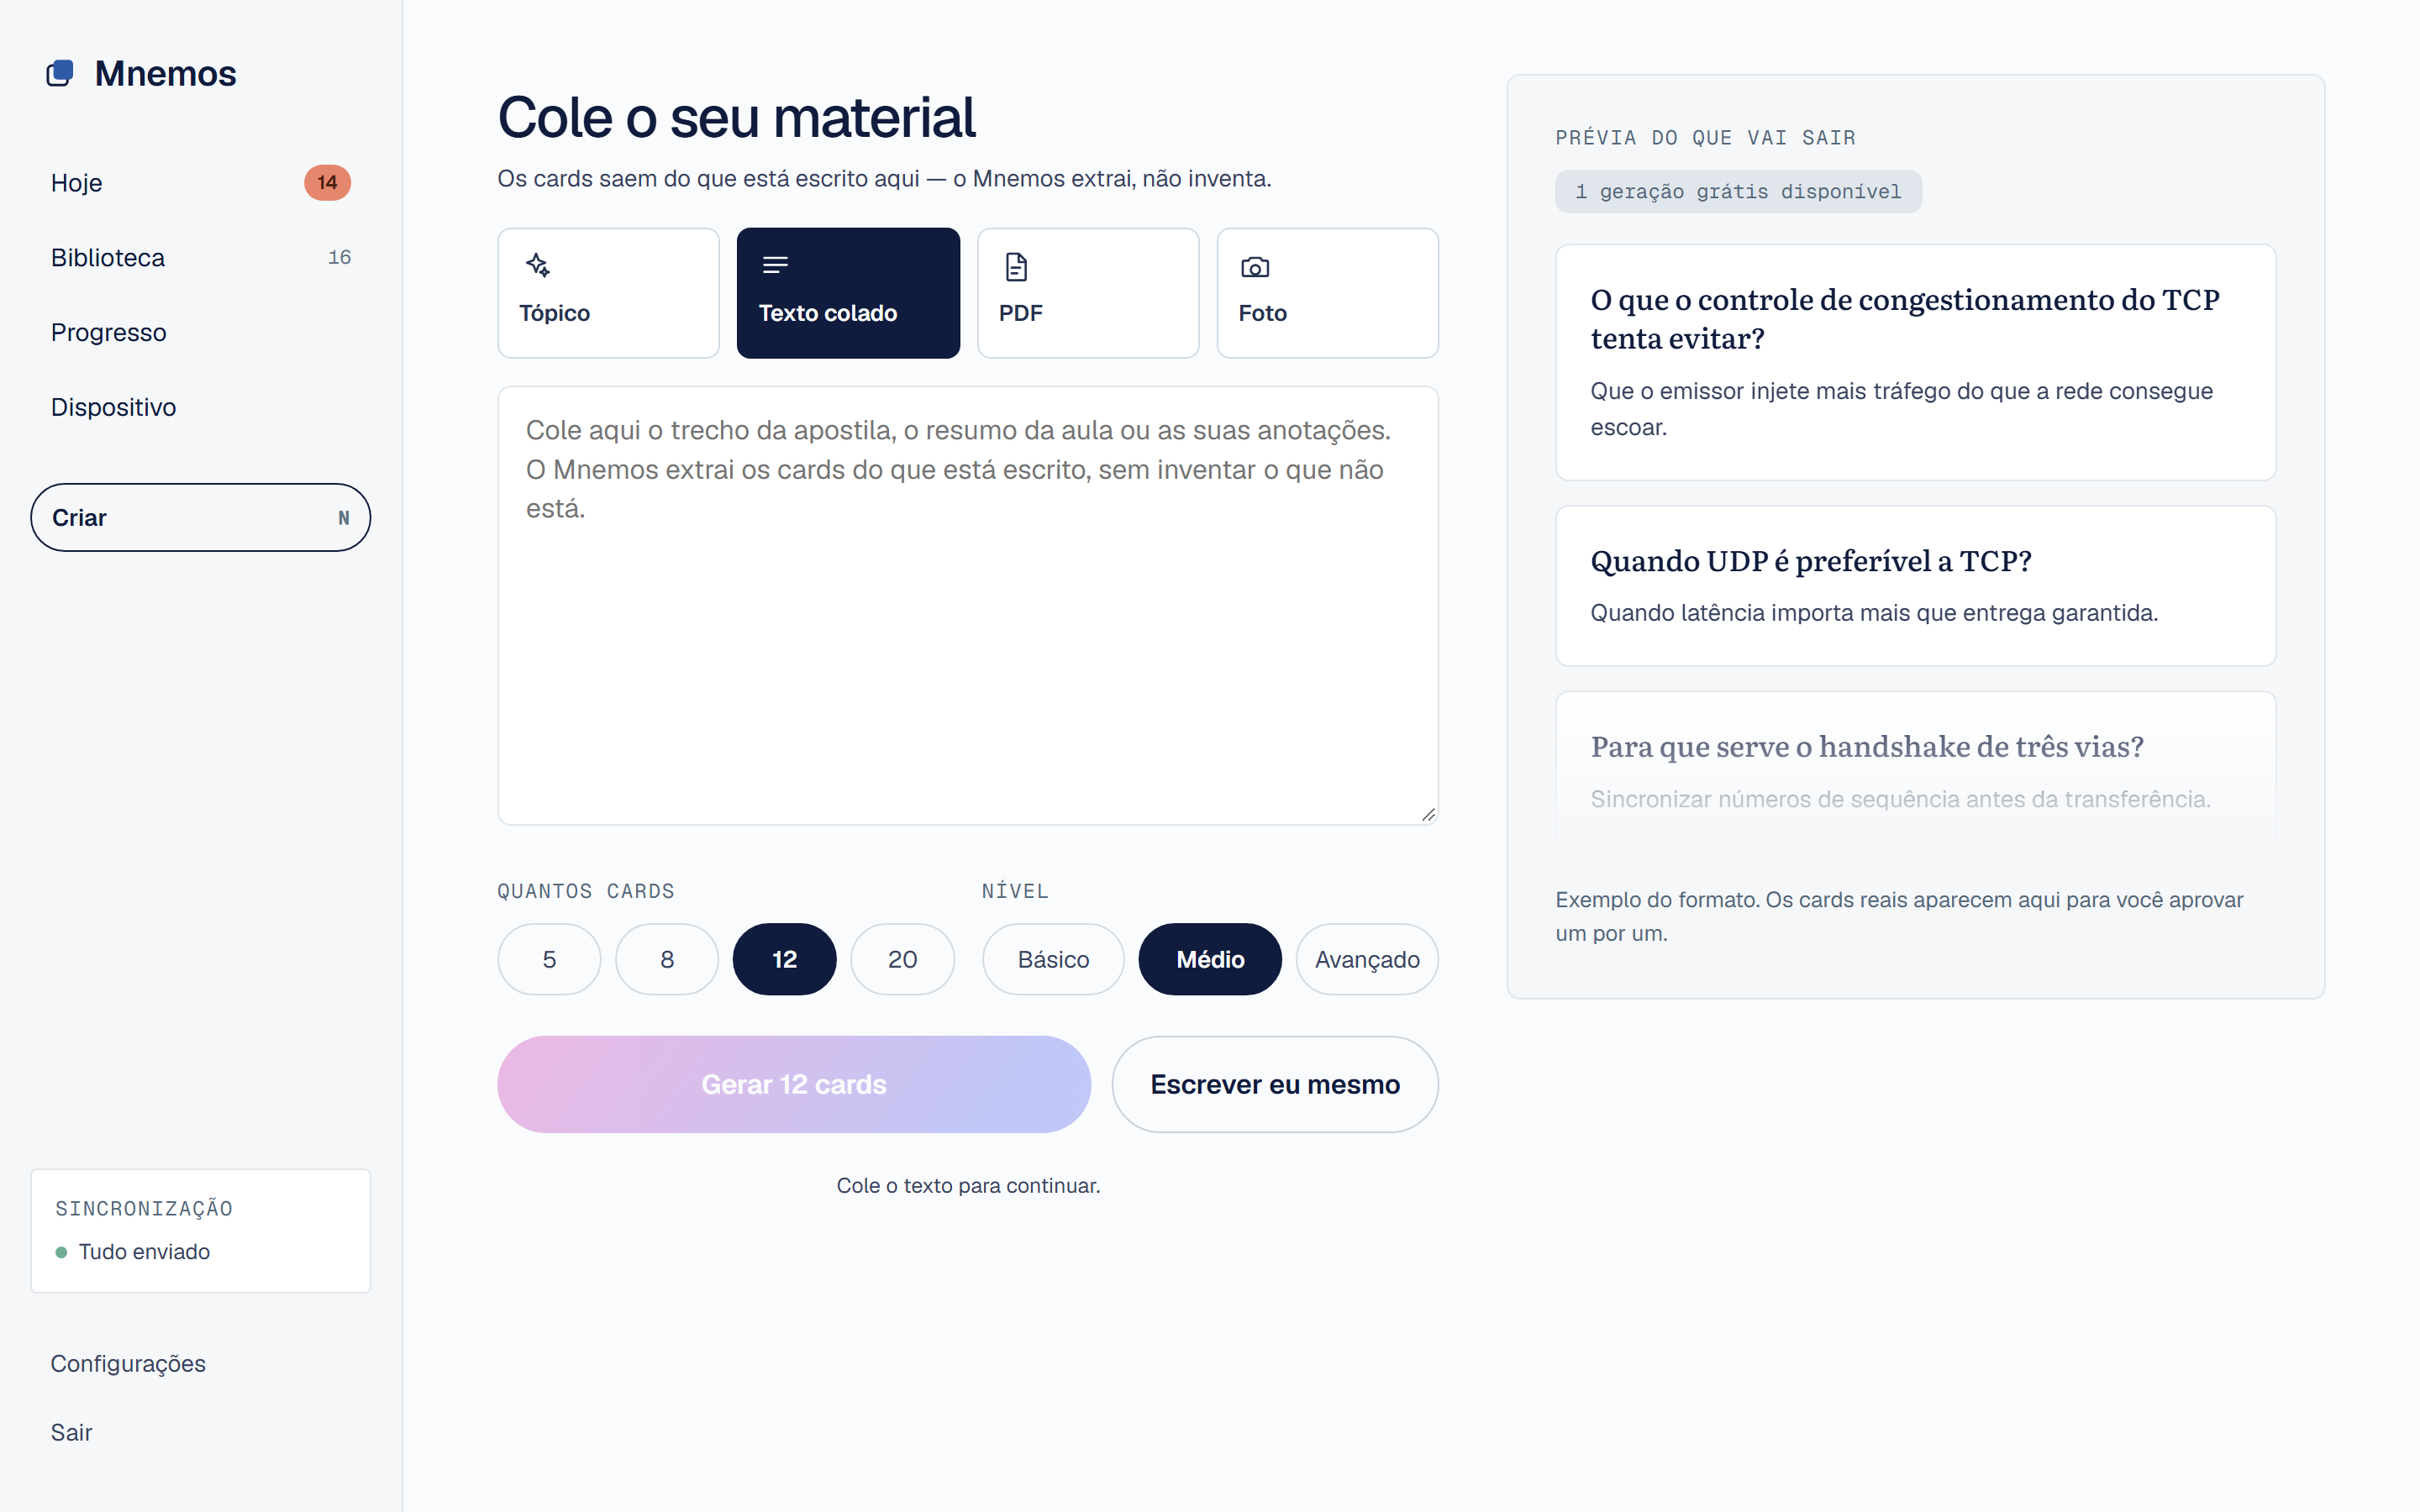 Mnemos
Hoje 14
Biblioteca 16
Progresso
Dispositivo
Criar N
SINCRONIZAÇÃO
Tudo enviado
Configurações
Sair
Cole o seu material
Os cards saem do que está escrito aqui — o Mnemos extrai, não inventa.
Tópico
Texto colado
PDF
Foto
Cole aqui o trecho da apostila, o resumo da aula ou as suas anotações.
O Mnemos extrai os cards do que está escrito, sem inventar o que não
está.
QUANTOS CARDS
5
8
12
20
NÍVEL
Básico
Médio
Avançado
Gerar 12 cards
Escrever eu mesmo
Cole o texto para continuar.
PRÉVIA DO QUE VAI SAIR
1 geração grátis disponível
O que o controle de congestionamento do TCP
tenta evitar?
Que o emissor injete mais tráfego do que a rede consegue
escoar.
Quando UDP é preferível a TCP?
Quando latência importa mais que entrega garantida.
Para que serve o handshake de três vias?
Sincronizar números de sequência antes da transferência.
Exemplo do formato. Os cards reais aparecem aqui para você aprovar
um por um.